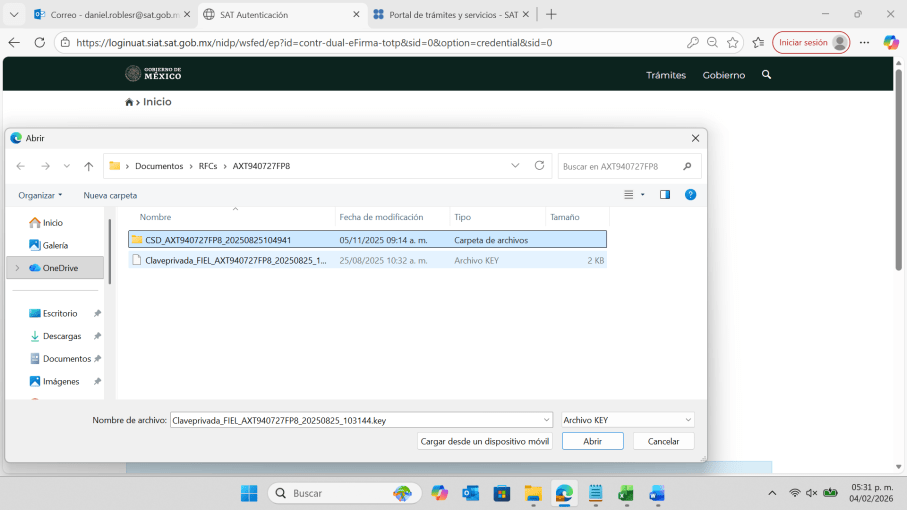 Correo - daniel.roblesr@sat.gob.m
SAT Autenticación
Portal de trámites y servicios - SAT
https://loginuat.siat.sat.gob.mx/nidp/wsfed/ep?id=contr-dual-eFirma-totp&sid=0&option=credential&sid=0
Iniciar sesión
GOBIERNO DE
MÉXICO
Trámites
Gobierno
Inicio
Abrir
Documentos
RFCs
AXT940727FP8
Buscar en AXT940727FP8
Organizar
Nueva carpeta
Inicio
Galería
OneDrive
Escritorio
Descargas
Documentos
Imágenes
Nombre
Fecha de modificación
Tipo
Tamaño
CSD_AXT940727FP8_20250825104941
05/11/2025 09:14 a. m.
Carpeta de archivos
Claveprivada_FIEL_AXT940727FP8_20250825_1...
25/08/2025 10:32 a. m.
Archivo KEY
2 KB
Nombre de archivo:
Claveprivada_FIEL_AXT940727FP8_20250825_103144.key
Archivo KEY
Cargar desde un dispositivo móvil
Abrir
Cancelar
Buscar
05:31 p. m.
04/02/2026